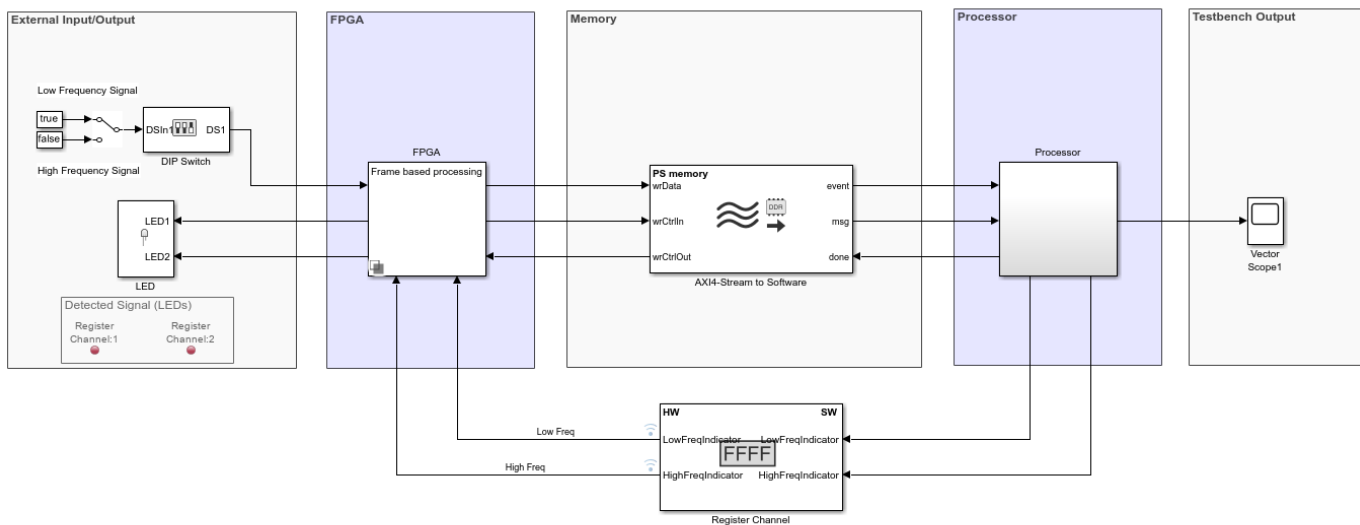 External Input/Output
FPGA
Memory
Processor
Testbench Output
Low Frequency Signal
true
false
High Frequency Signal
DSIn1
DS1
DIP Switch
LED1
LED2
LED
Detected Signal (LEDs)
Register
Channel:1
Register
Channel:2
FPGA
Frame based processing
PS memory
wrData
wrCtrlIn
wrCtrlOut
DDR
event
msg
done
AXI4-Stream to Software
Processor
Vector
Scope1
Low Freq
High Freq
HW
SW
LowFreqIndicator
LowFreqIndicator
FFFF
HighFreqIndicator
HighFreqIndicator
Register Channel